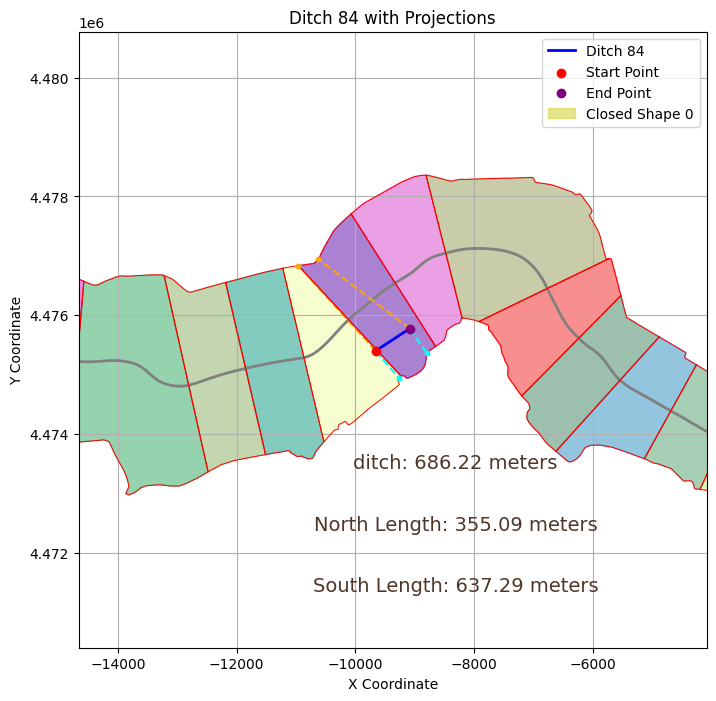 Ditch 84 with Projections
1e6
Ditch 84
Start Point
End Point
Closed Shape 0
4.480
4.478
4.476
4.474
4.472
Y Coordinate
ditch: 686.22 meters
North Length: 355.09 meters
South Length: 637.29 meters
−14000
−12000
−10000
−8000
−6000
X Coordinate